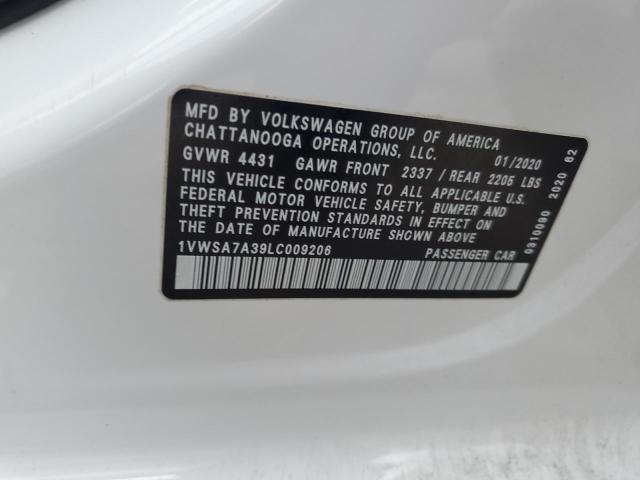 MFD BY VOLKSWAGEN GROUP OF AMERICA
CHATTANOOGA OPERATIONS, LLC. 01/2020
GVWR 4431 GAWR FRONT 2337 / REAR 2205 LBS
THIS VEHICLE CONFORMS TO ALL APPLICABLE U.S.
FEDERAL MOTOR VEHICLE SAFETY, BUMPER AND
THEFT PREVENTION STANDARDS IN EFFECT ON
THE DATE OF MANUFACTURE SHOWN ABOVE
1VWSA7A39LC009206 PASSENGER CAR
0310090 2020 62